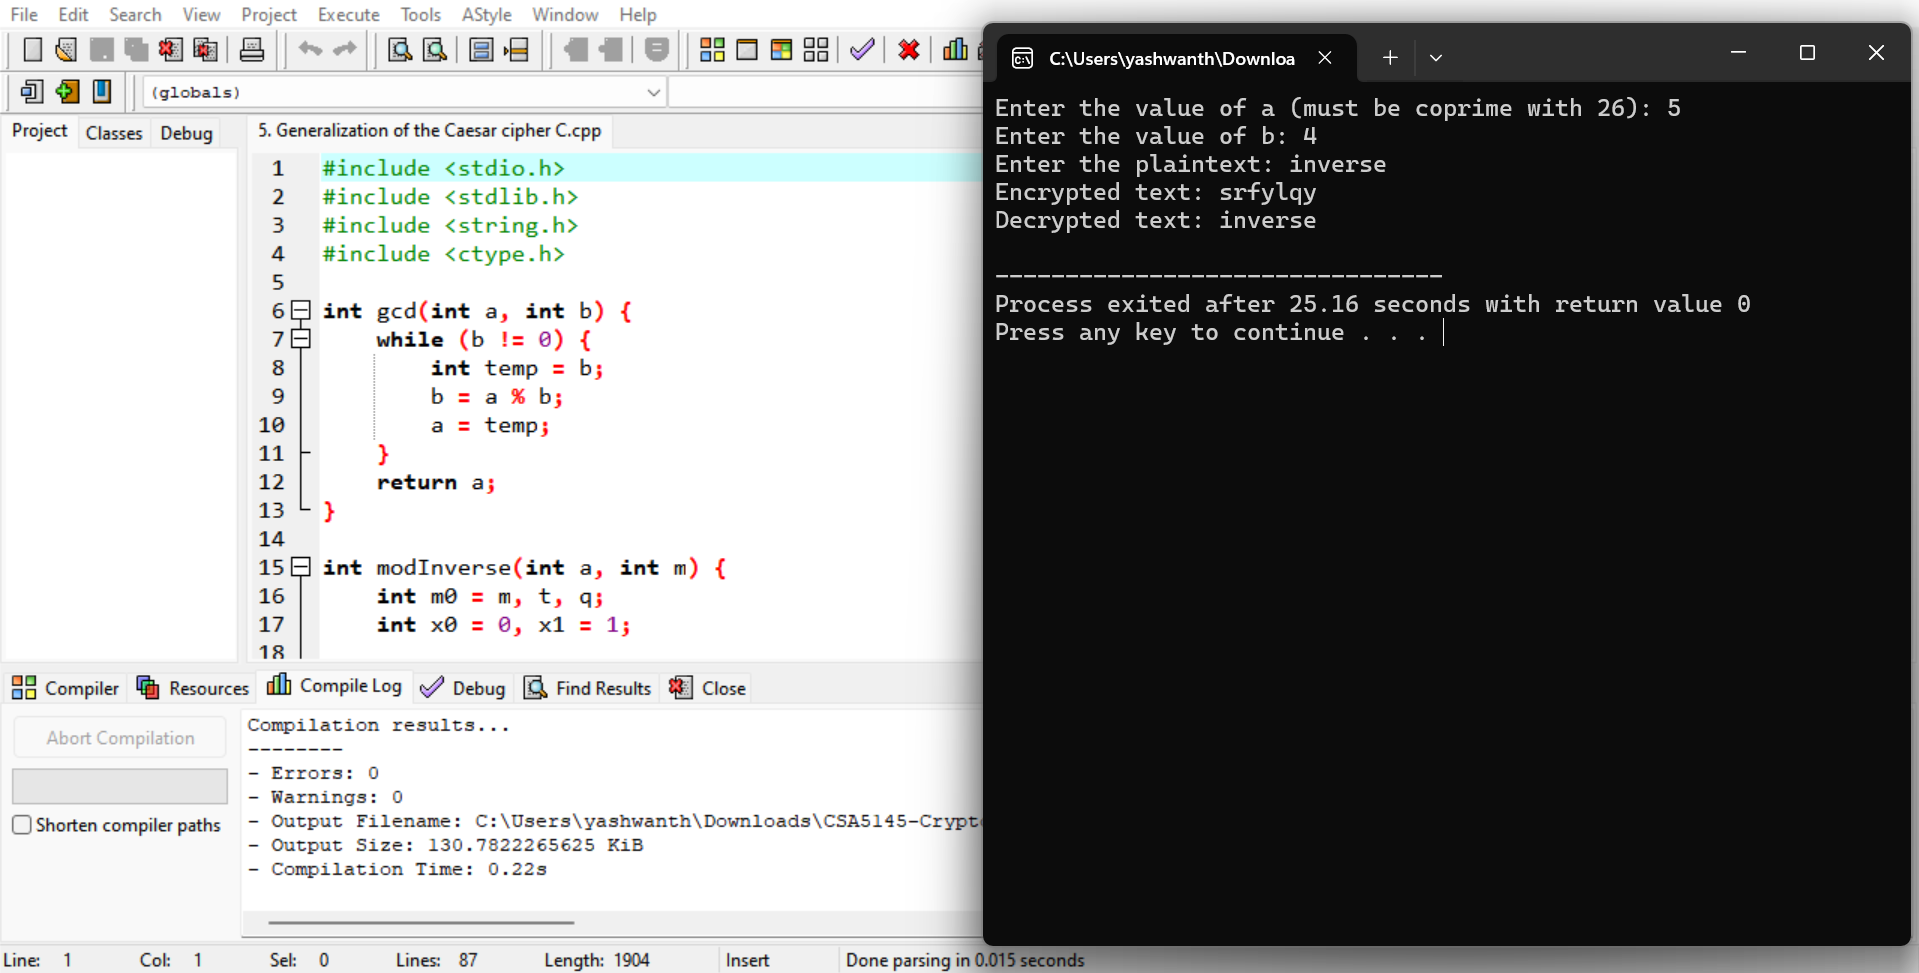 File Edit Search View Project Execute Tools AStyle Window Help
(globals)
Project Classes Debug
5. Generalization of the Caesar cipher C.cpp
1 #include <stdio.h>
2 #include <stdlib.h>
3 #include <string.h>
4 #include <ctype.h>
5
6 int gcd(int a, int b) {
7 while (b != 0) {
8 int temp = b;
9 b = a % b;
10 a = temp;
11 }
12 return a;
13 }
14
15 int modInverse(int a, int m) {
16 int m0 = m, t, q;
17 int x0 = 0, x1 = 1;
18
Compiler Resources Compile Log Debug Find Results Close
Abort Compilation
Shorten compiler paths
Compilation results...
--------
- Errors: 0
- Warnings: 0
- Output Filename: C:\Users\yashwanth\Downloads\CSA5145-Crypt
- Output Size: 130.7822265625 KiB
- Compilation Time: 0.22s
Line: 1 Col: 1 Sel: 0 Lines: 87 Length: 1904 Insert Done parsing in 0.015 seconds
C:\Users\yashwanth\Downloa
Enter the value of a (must be coprime with 26): 5
Enter the value of b: 4
Enter the plaintext: inverse
Encrypted text: srfylqy
Decrypted text: inverse
--------------------------------
Process exited after 25.16 seconds with return value 0
Press any key to continue . . .